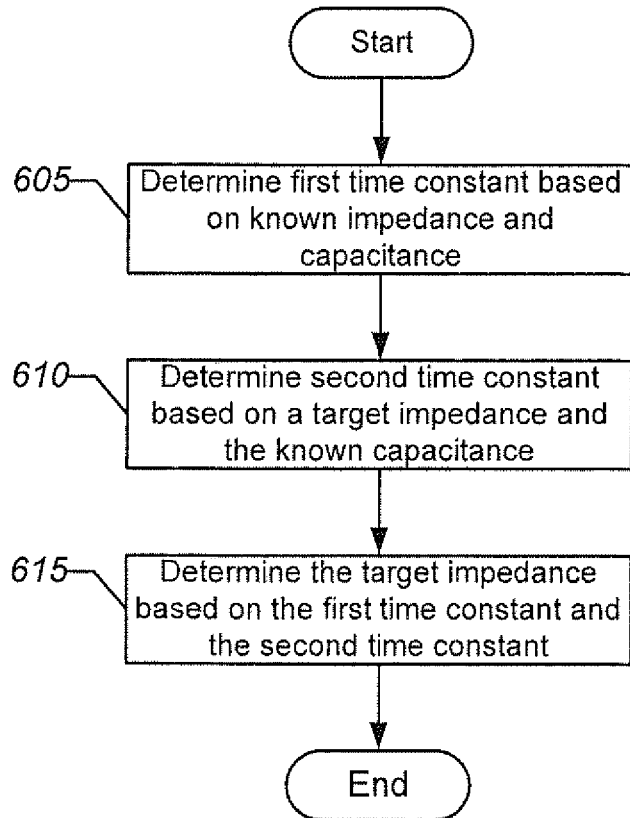 Start
605
Determine first time constant based
on known impedance and
capacitance
610
Determine second time constant
based on a target impedance and
the known capacitance
615
Determine the target impedance
based on the first time constant and
the second time constant
End